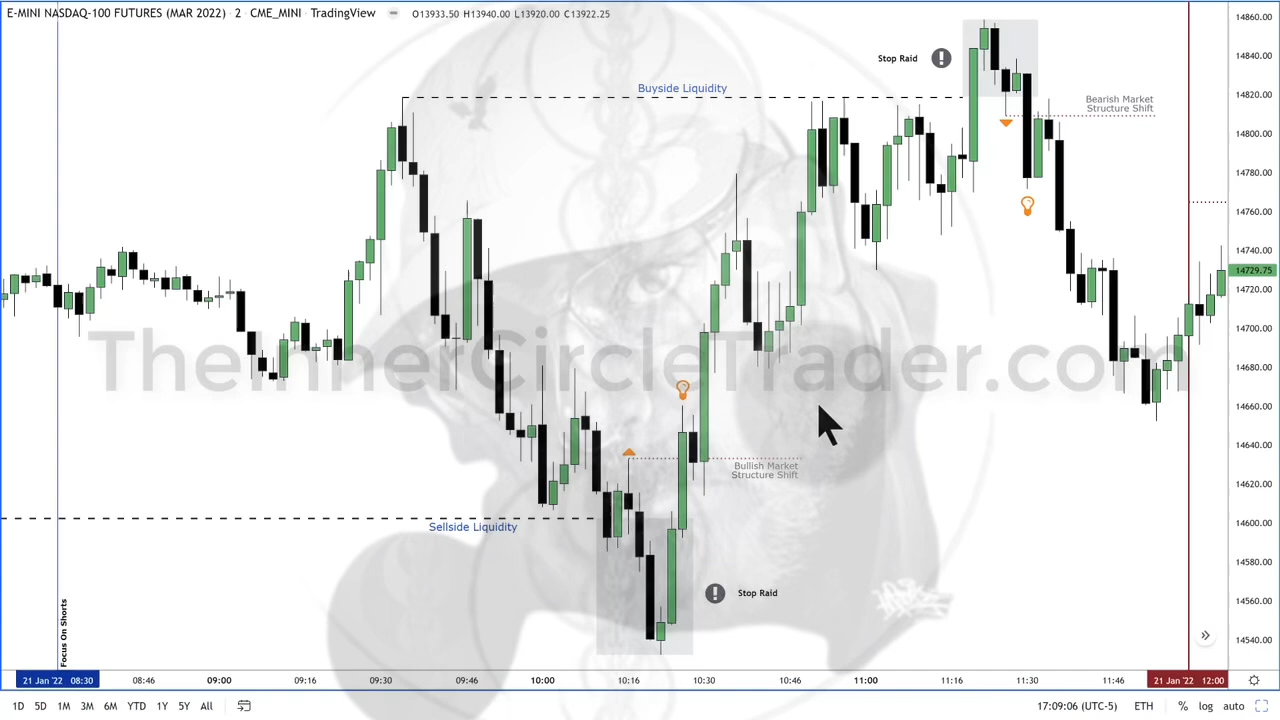 E-MINI NASDAQ-100 FUTURES (MAR 2022) · 2 · CME_MINI · TradingView O13933.50 H13940.00 L13920.00 C13922.25
14860.00
Stop Raid
14840.00
Buyside Liquidity
14820.00
Bearish Market
Structure Shift
14800.00
14780.00
14760.00
14740.00
14729.75
14720.00
14700.00
TheInnerCircleTrader.com
14680.00
14660.00
14640.00
Bullish Market
Structure Shift
14620.00
14600.00
Sellside Liquidity
14580.00
Stop Raid
14560.00
Focus On Shorts
14540.00
21 Jan '22 08:30 08:46 09:00 09:16 09:30 09:46 10:00 10:16 10:30 10:46 11:00 11:16 11:30 11:46 21 Jan '22 12:00
1D 5D 1M 3M 6M YTD 1Y 5Y All 17:09:06 (UTC-5) ETH % log auto